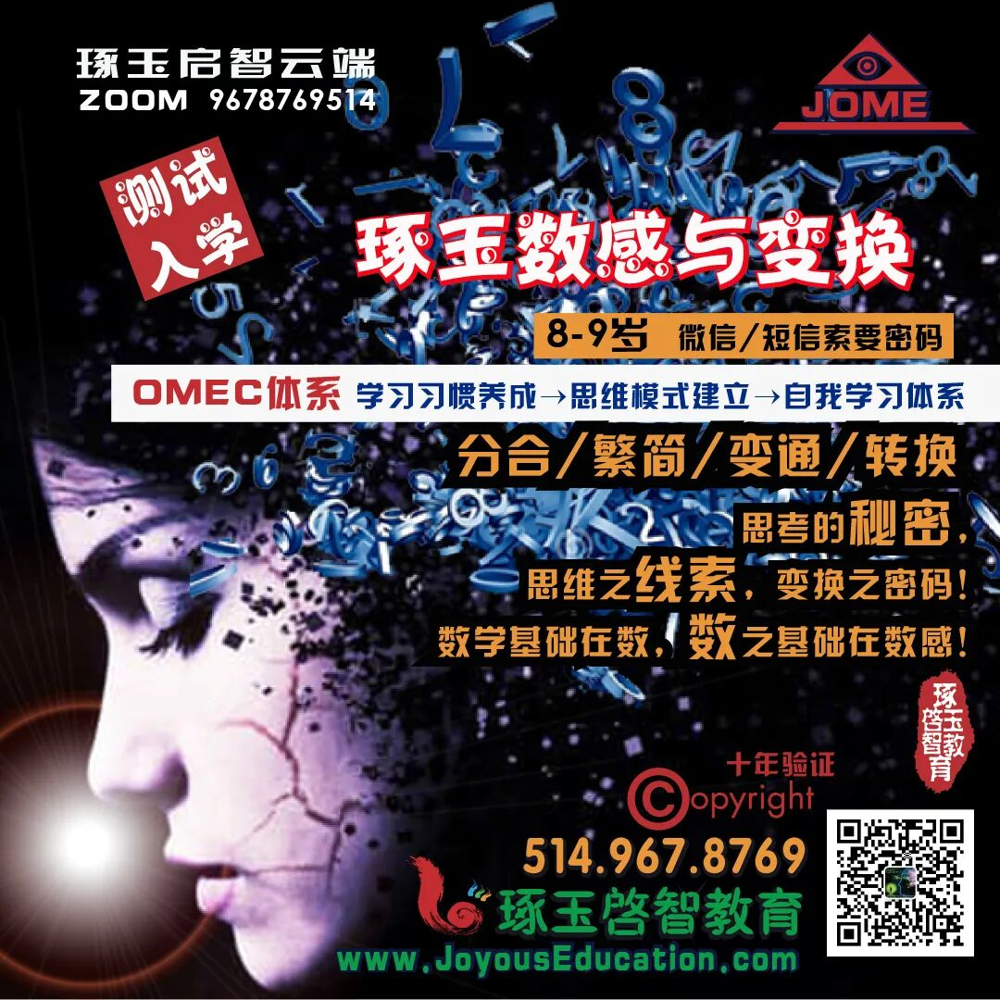 琢玉启智云端
ZOOM 9678769514
JOME
测试
入学
琢玉数感与变换
8-9岁 微信/短信索要密码
OMEC体系 学习习惯养成→思维模式建立→自我学习体系
分合/繁简/变通/转换
思考的秘密,
思维之线索,变换之密码!
数学基础在数,数之基础在数感!
琢玉教
啓智育
十年验证
©opyright
514.967.8769
琢玉啓智教育
www.JoyousEducation.com